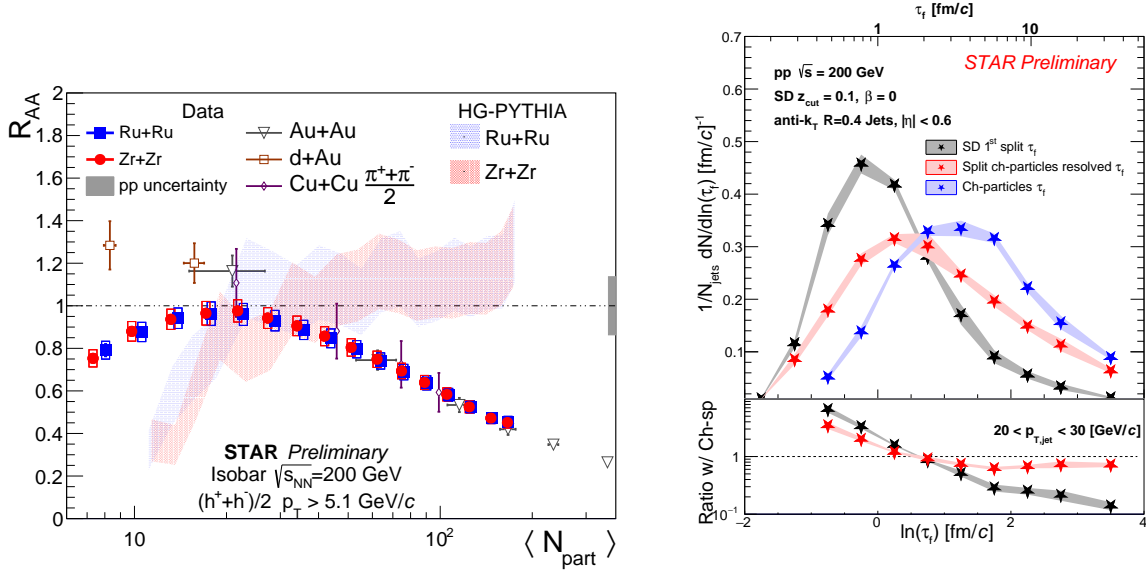 R_AA
2
1.8
1.6
1.4
1.2
1
0.8
0.6
0.4
0.2
0
Data
HG-PYTHIA
Ru+Ru
Au+Au
Ru+Ru
Zr+Zr
d+Au
Zr+Zr
pp uncertainty
Cu+Cu (π⁺+π⁻)/2
STAR Preliminary
Isobar √s_NN=200 GeV
(h⁺+h⁻)/2 p_T > 5.1 GeV/c
10
10²
⟨ N_part ⟩
τ_f [fm/c]
1
10
1/N_jets dN/dln(τ_f) [fm/c]⁻¹
0.7
0.6
0.5
0.4
0.3
0.2
0.1
STAR Preliminary
pp √s = 200 GeV
SD z_cut = 0.1, β = 0
anti-k_T R=0.4 Jets, |η| < 0.6
SD 1st split τ_f
Split ch-particles resolved τ_f
Ch-particles τ_f
Ratio w/ Ch-sp
1
10⁻¹
20 < p_T,jet < 30 [GeV/c]
−2
0
2
4
ln(τ_f) [fm/c]